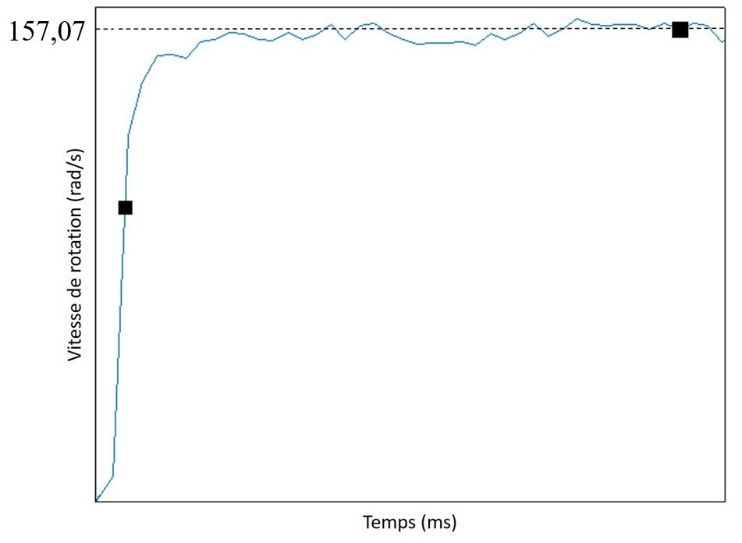 157,07
Vitesse de rotation (rad/s)
Temps (ms)